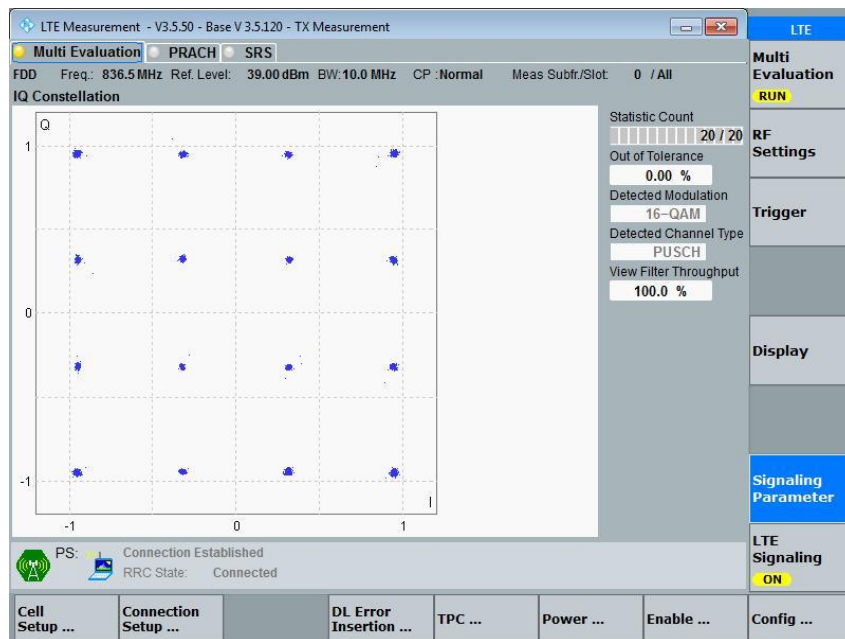 LTE Measurement - V3.5.50 - Base V 3.5.120 - TX Measurement
LTE
Multi Evaluation PRACH SRS
FDD Freq.: 836.5 MHz Ref. Level: 39.00 dBm BW: 10.0 MHz CP : Normal Meas Subfr./Slot: 0 / All
IQ Constellation
Q
1
0
-1
-1 0 1
I
Statistic Count
20 / 20
Out of Tolerance
0.00 %
Detected Modulation
16-QAM
Detected Channel Type
PUSCH
View Filter Throughput
100.0 %
Multi
Evaluation
RUN
RF
Settings
Trigger
Display
Signaling
Parameter
LTE
Signaling
ON
PS: Connection Established
RRC State: Connected
Cell
Setup ...
Connection
Setup ...
DL Error
Insertion ...
TPC ...
Power ...
Enable ...
Config ...